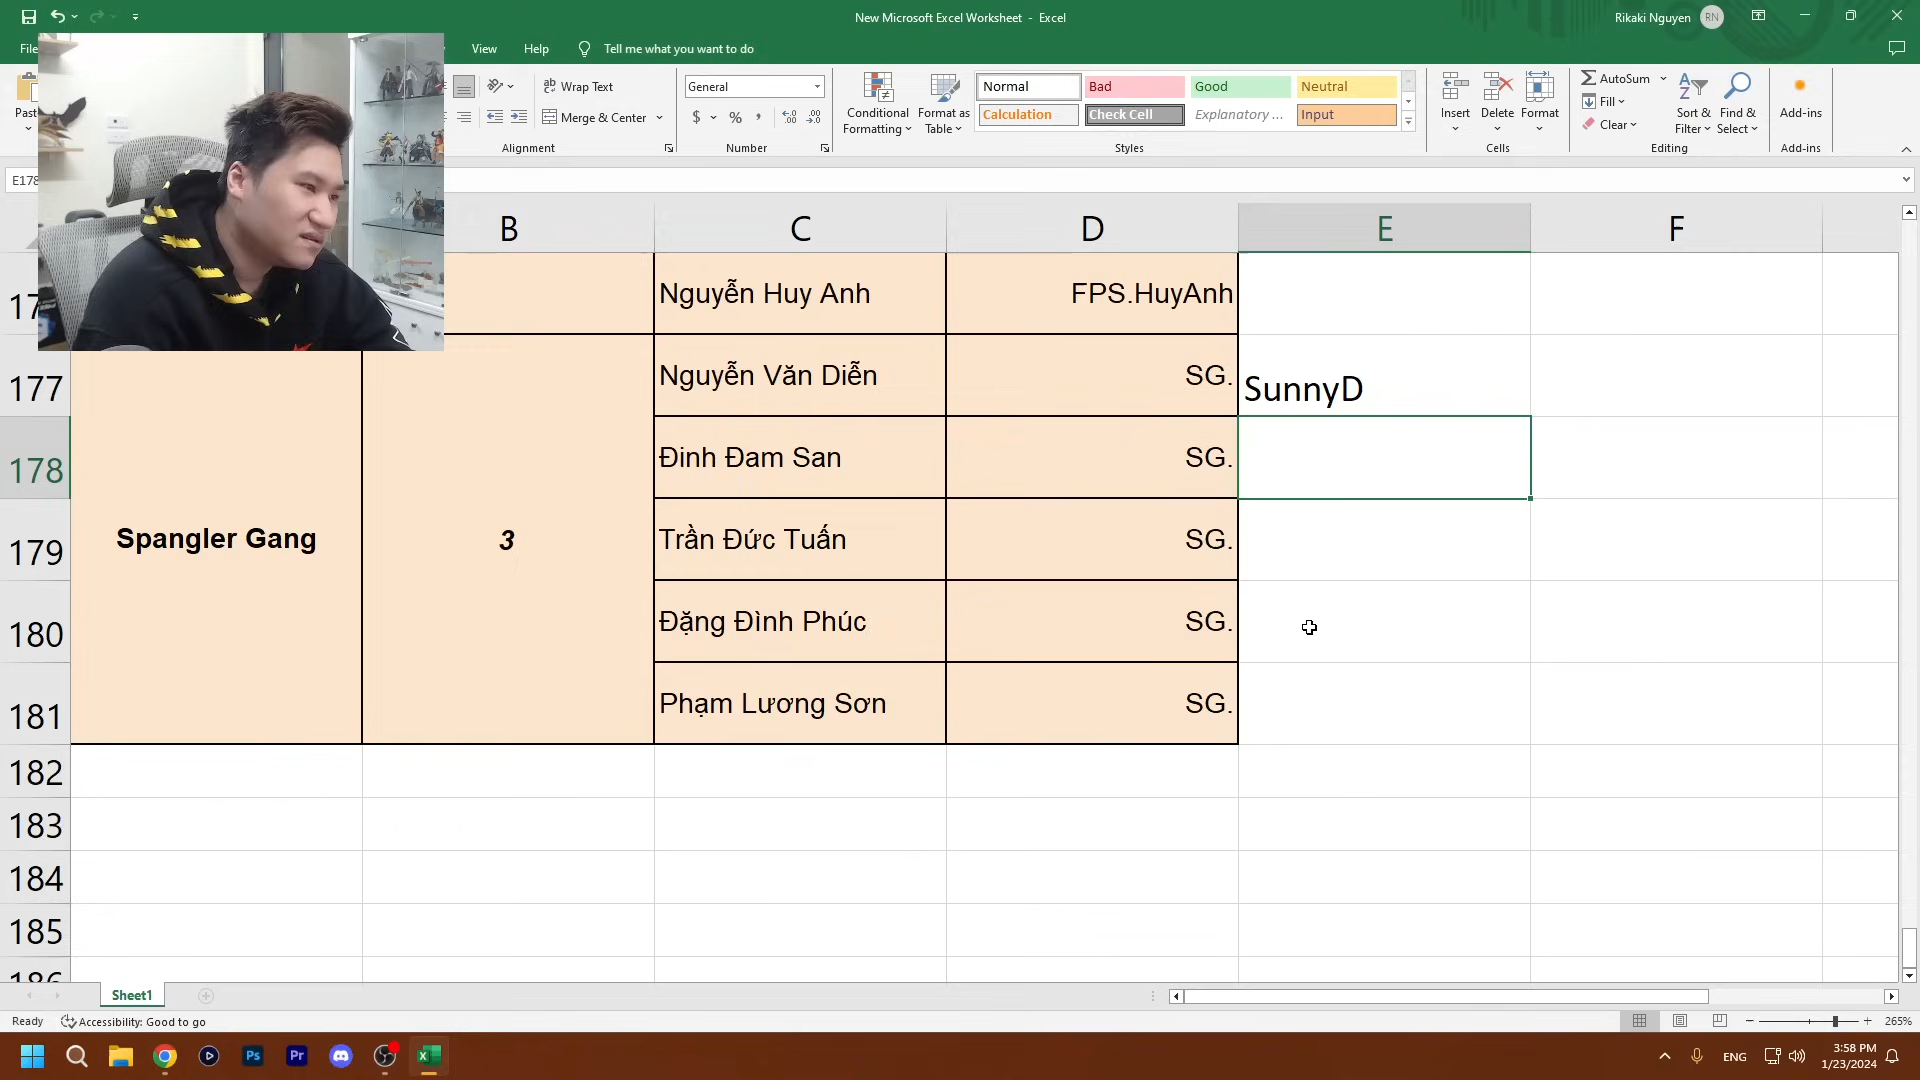 New Microsoft Excel Worksheet - Excel
Rikaki Nguyen
RN
View
Help
Tell me what you want to do
Wrap Text
Merge & Center
Alignment
General
$ % ,
Number
Conditional
Formatting
Format as
Table
Normal
Bad
Good
Neutral
Calculation
Check Cell
Explanatory ...
Input
Styles
Insert
Delete
Format
Cells
AutoSum
Fill
Clear
Sort &
Filter
Find &
Select
Editing
Add-ins
Add-ins
B C D E F
Nguyễn Huy Anh FPS.HuyAnh
177 Nguyễn Văn Diễn SG. SunnyD
178 Đinh Đam San SG.
179 Spangler Gang 3 Trần Đức Tuấn SG.
180 Đặng Đình Phúc SG.
181 Phạm Lương Sơn SG.
182
183
184
185
186
Sheet1
Ready
Accessibility: Good to go
265%
Ps
Pr
ENG
3:58 PM
1/23/2024